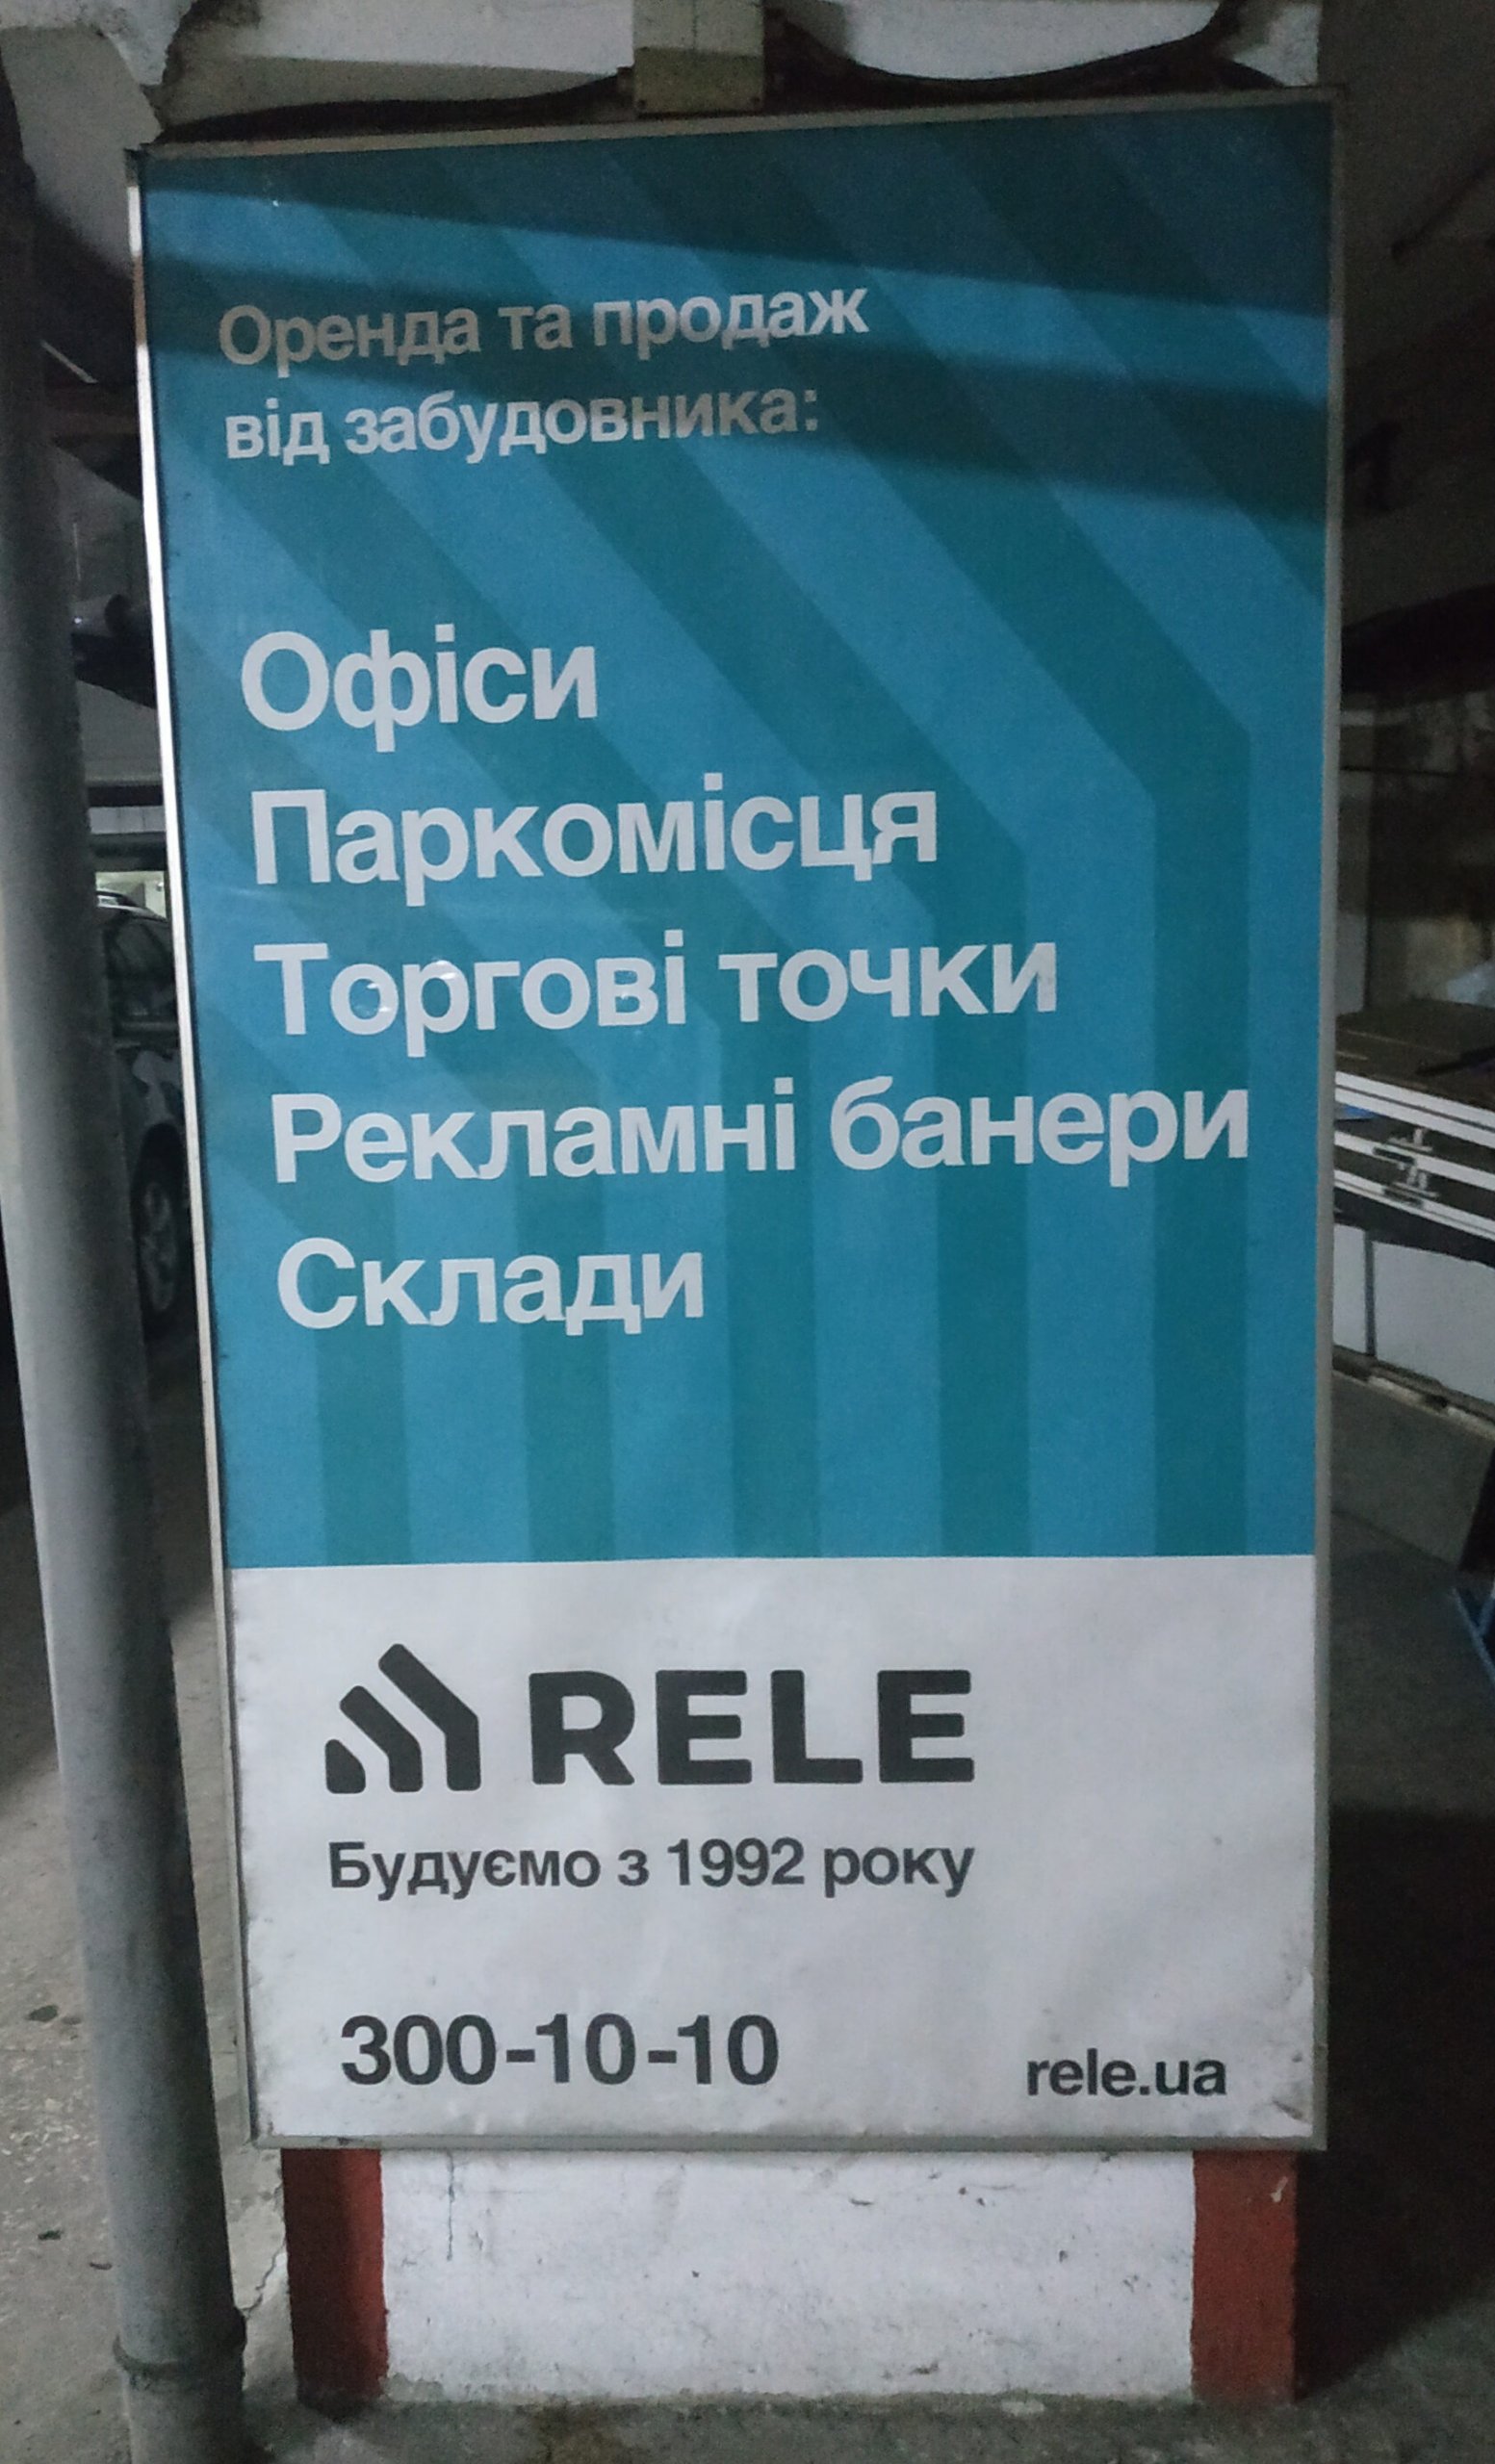 Оренда та продаж
від забудовника:
Офіси
Паркомісця
Торгові точки
Рекламні банери
Склади
RELE
Будуємо з 1992 року
300-10-10
rele.ua